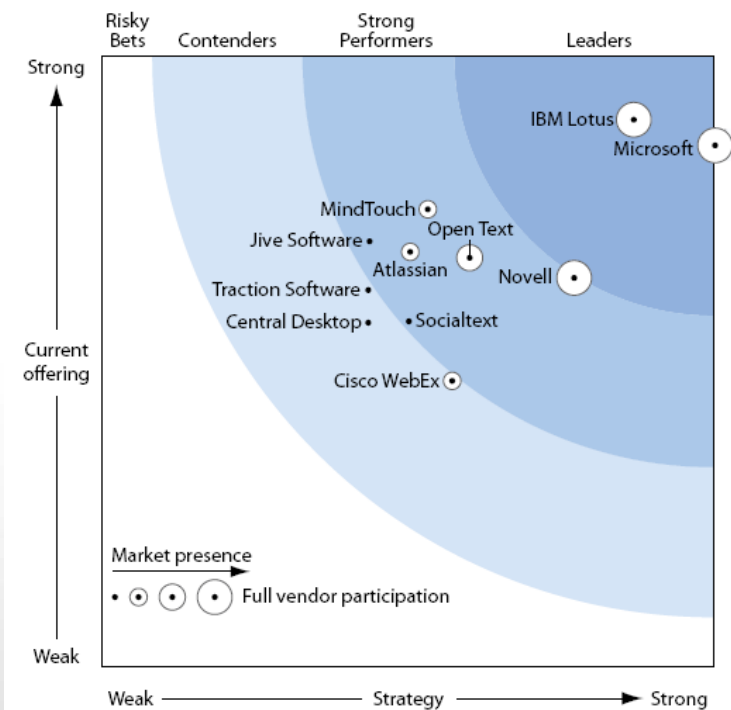 Risky
Bets
Contenders
Strong
Performers
Leaders
Strong
IBM Lotus
Microsoft
MindTouch
Open Text
Jive Software
Atlassian
Novell
Traction Software
Central Desktop
Socialtext
Current
offering
Cisco WebEx
Market presence
Full vendor participation
Weak
Weak
Strategy
Strong